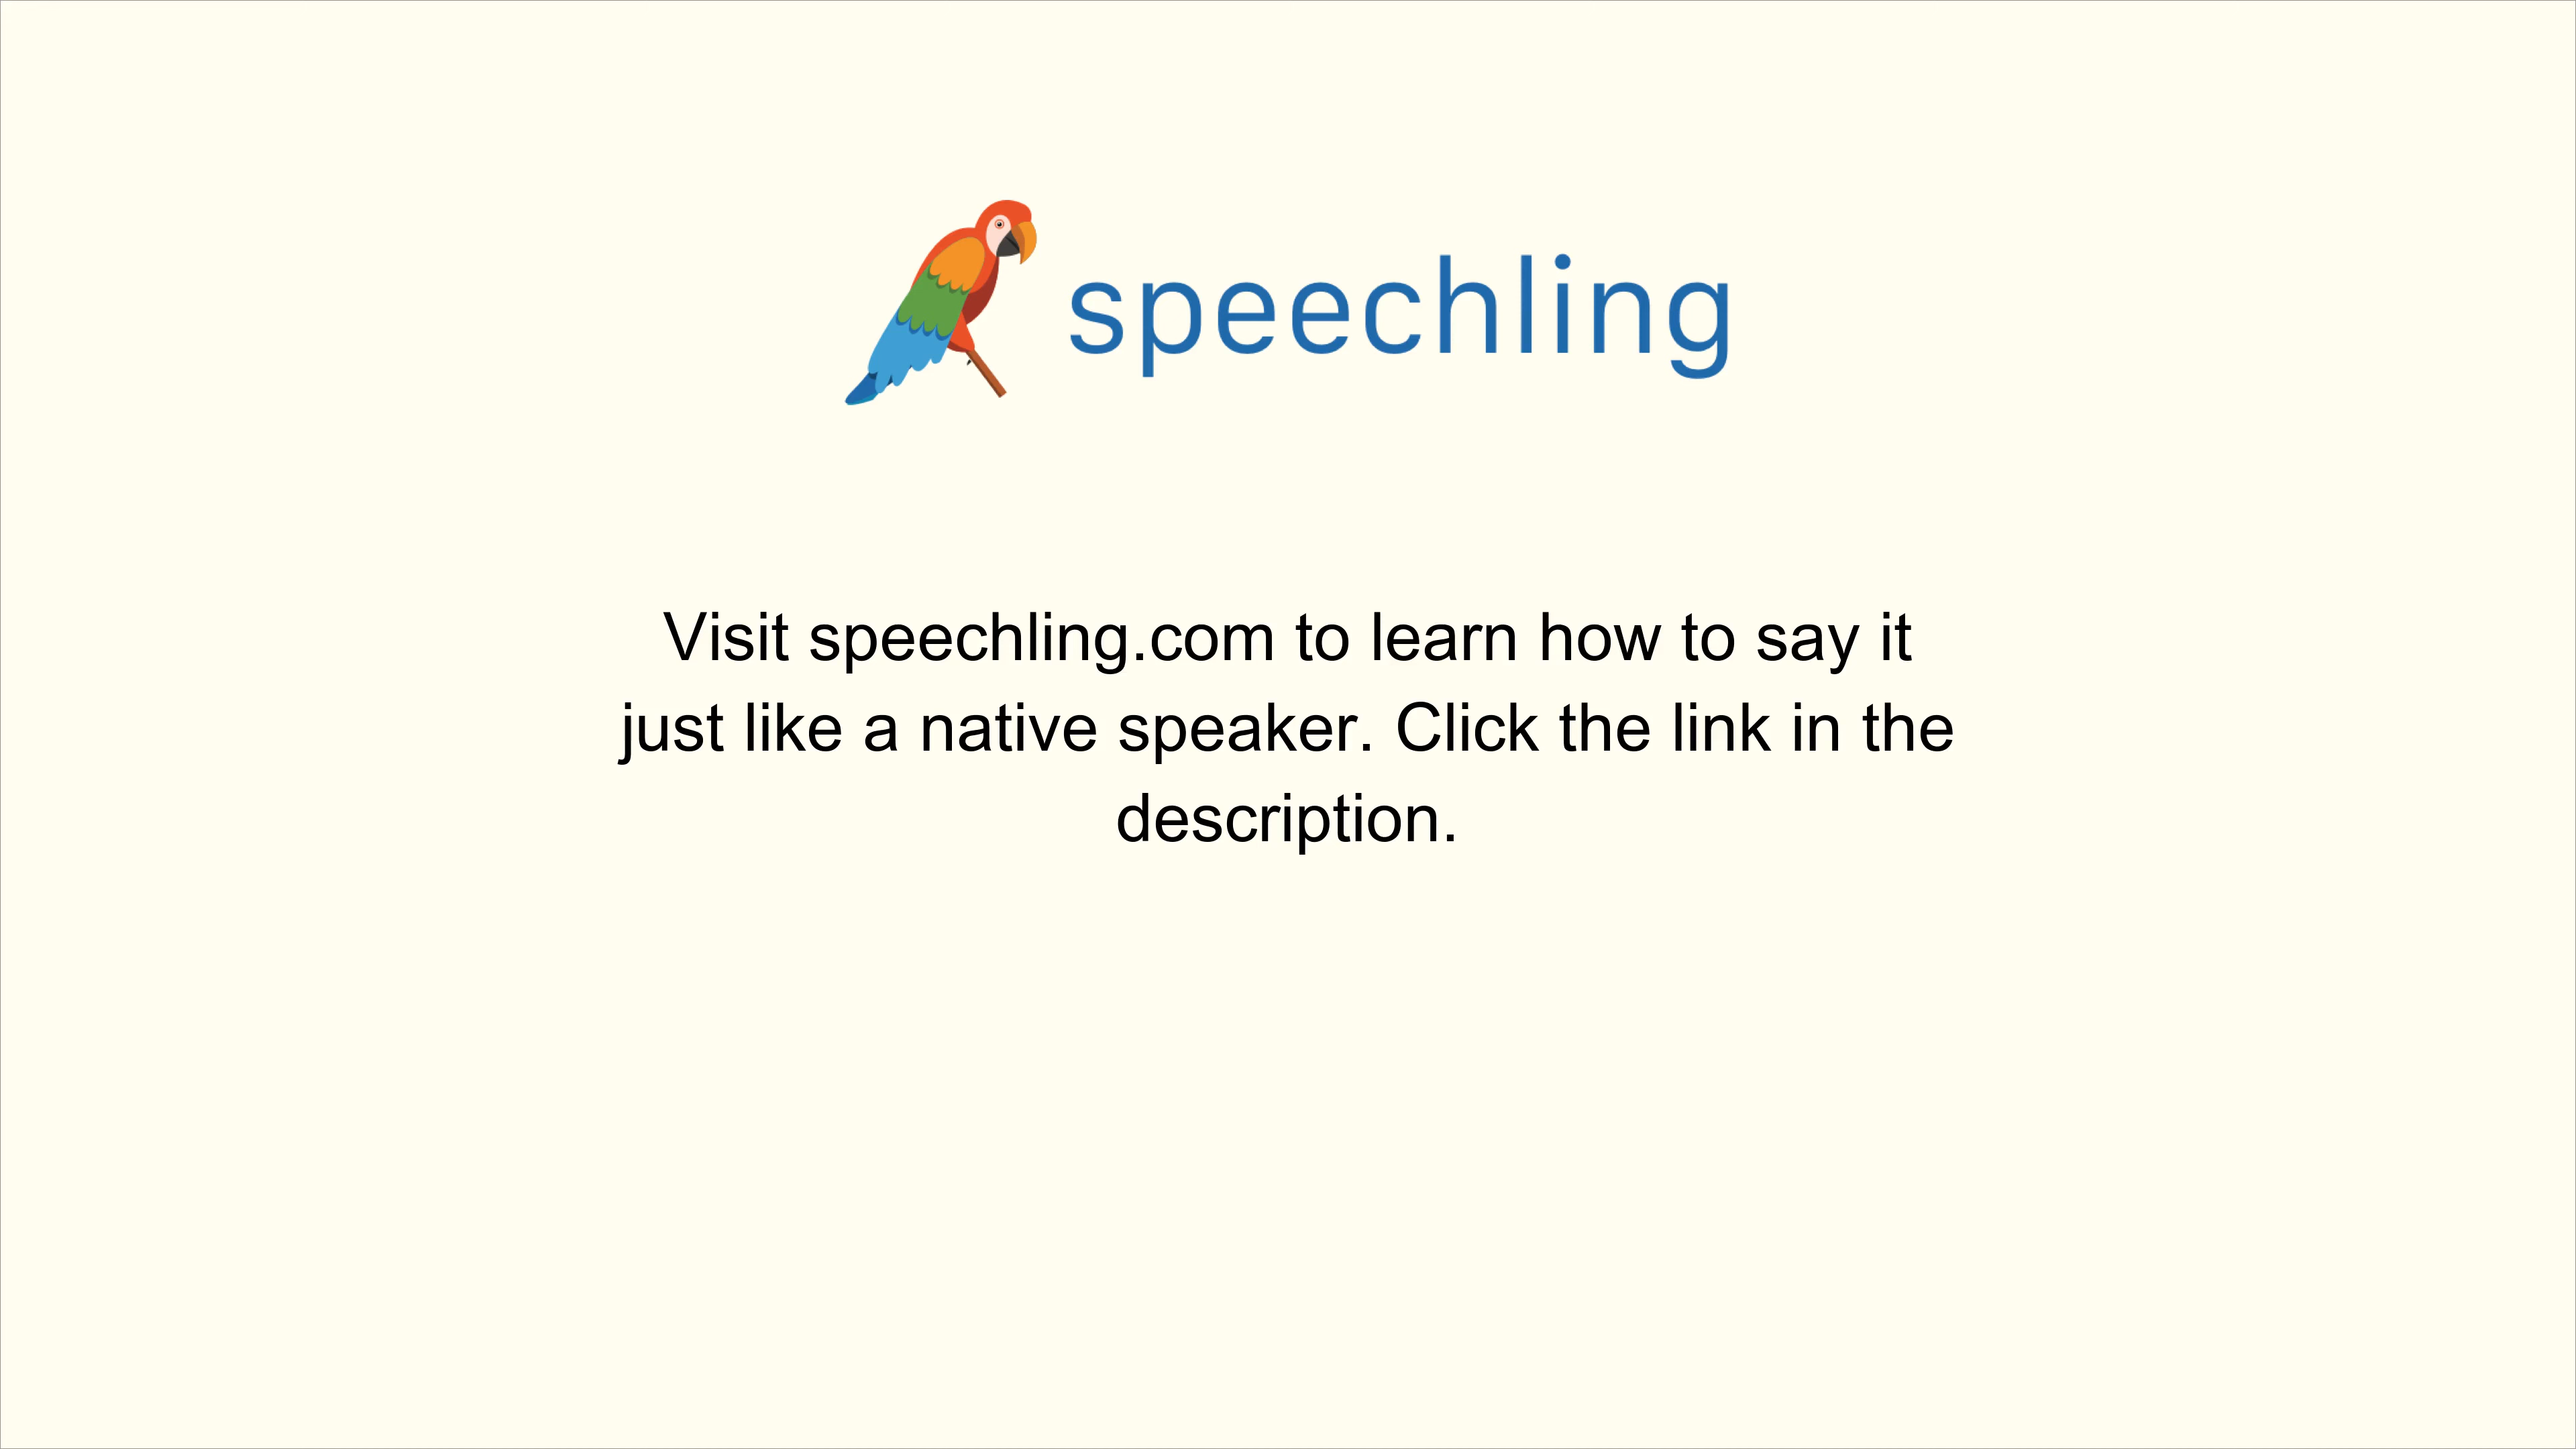 speechling
Visit speechling.com to learn how to say it
just like a native speaker. Click the link in the
description.